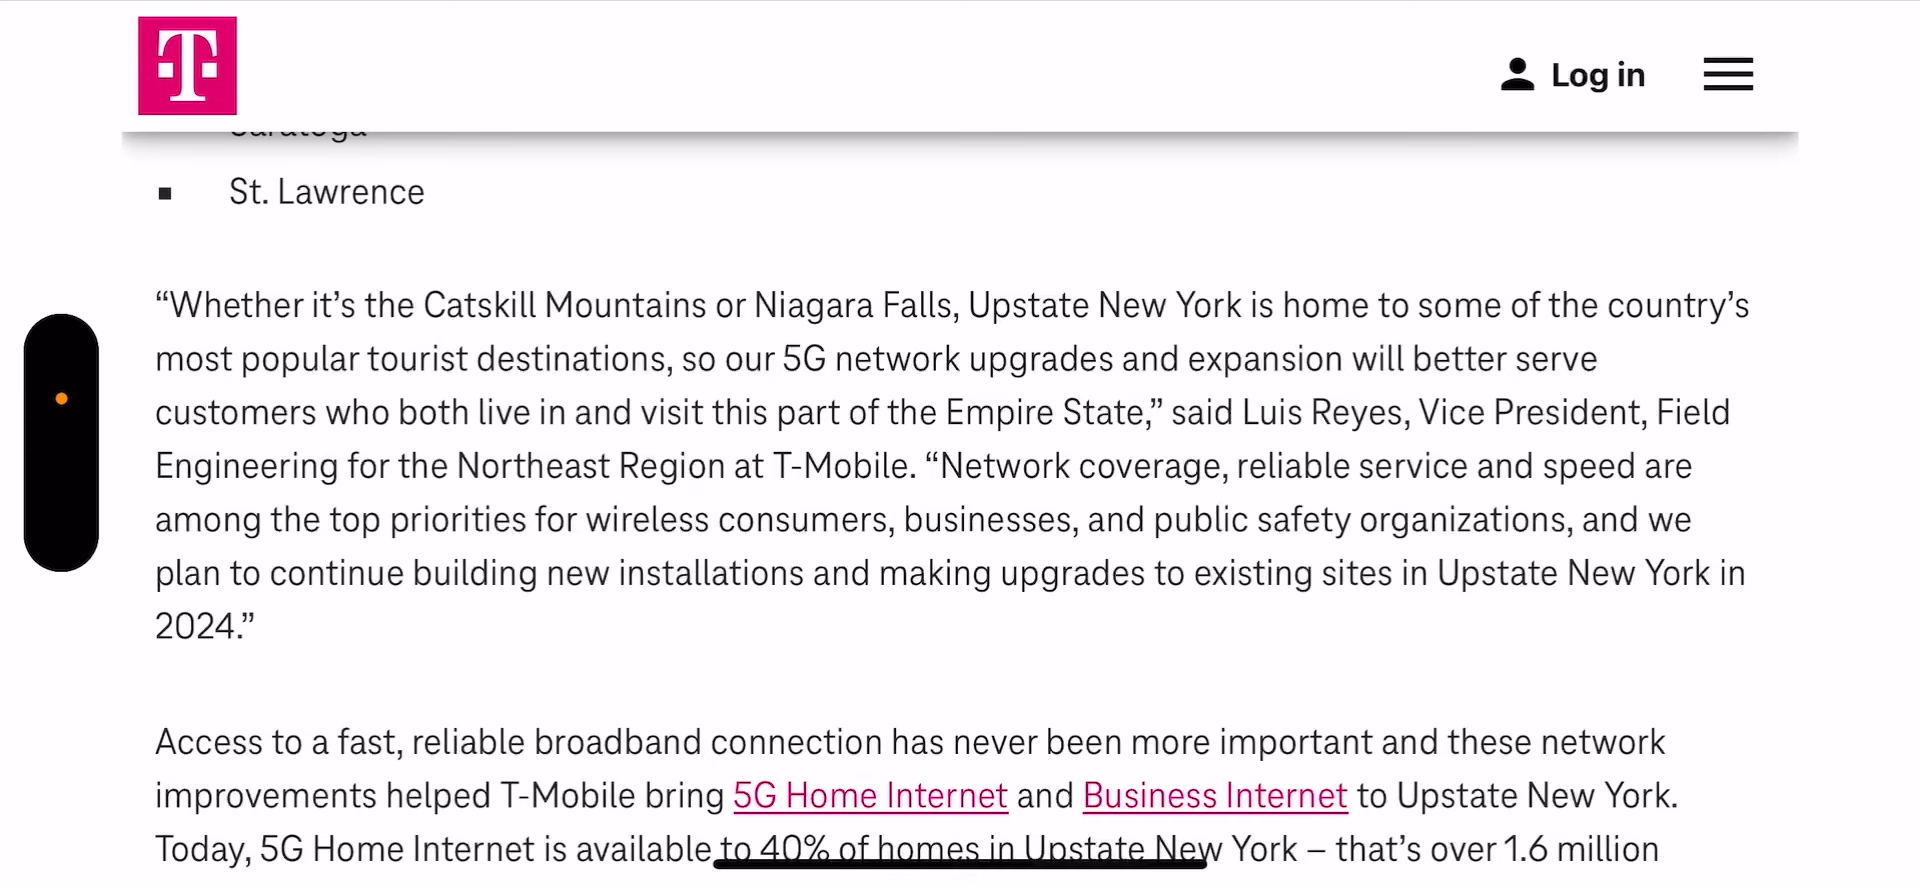 T
Log in
Saratoga
St. Lawrence
“Whether it’s the Catskill Mountains or Niagara Falls, Upstate New York is home to some of the country’s
most popular tourist destinations, so our 5G network upgrades and expansion will better serve
customers who both live in and visit this part of the Empire State,” said Luis Reyes, Vice President, Field
Engineering for the Northeast Region at T-Mobile. “Network coverage, reliable service and speed are
among the top priorities for wireless consumers, businesses, and public safety organizations, and we
plan to continue building new installations and making upgrades to existing sites in Upstate New York in
2024.”
Access to a fast, reliable broadband connection has never been more important and these network
improvements helped T-Mobile bring 5G Home Internet and Business Internet to Upstate New York.
Today, 5G Home Internet is available to 40% of homes in Upstate New York – that’s over 1.6 million